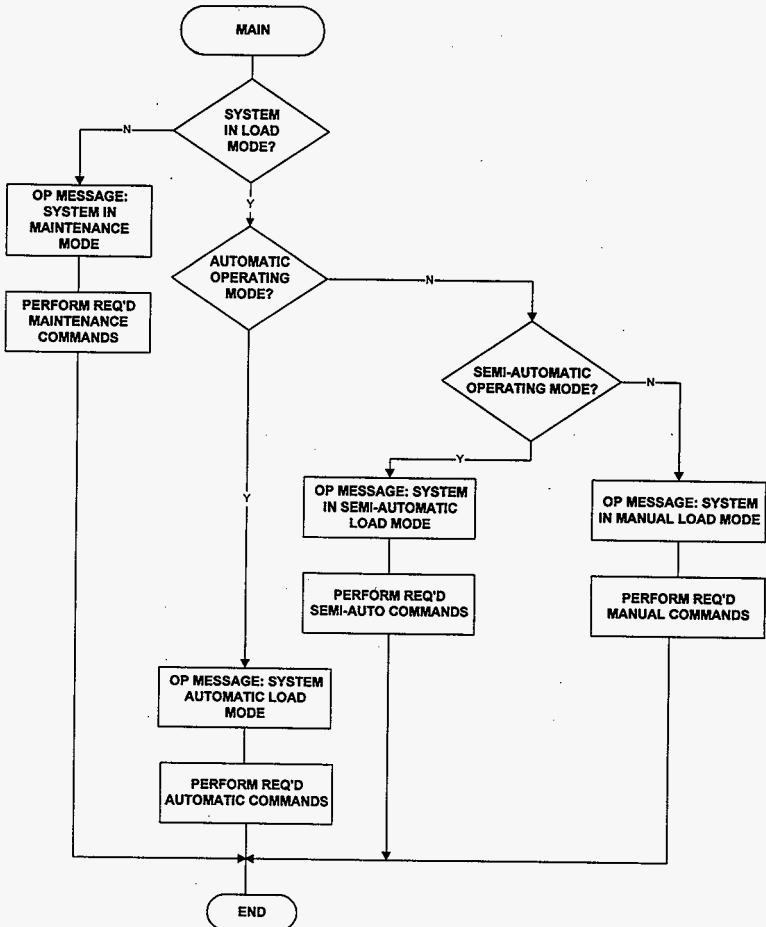 MAIN
SYSTEM
IN LOAD
MODE?
N
Y
OP MESSAGE:
SYSTEM IN
MAINTENANCE
MODE
PERFORM REQ'D
MAINTENANCE
COMMANDS
AUTOMATIC
OPERATING
MODE?
N
Y
SEMI-AUTOMATIC
OPERATING MODE?
N
Y
OP MESSAGE: SYSTEM
IN SEMI-AUTOMATIC
LOAD MODE
PERFORM REQ'D
SEMI-AUTO COMMANDS
OP MESSAGE: SYSTEM
IN MANUAL LOAD MODE
PERFORM REQ'D
MANUAL COMMANDS
OP MESSAGE: SYSTEM
AUTOMATIC LOAD
MODE
PERFORM REQ'D
AUTOMATIC COMMANDS
END